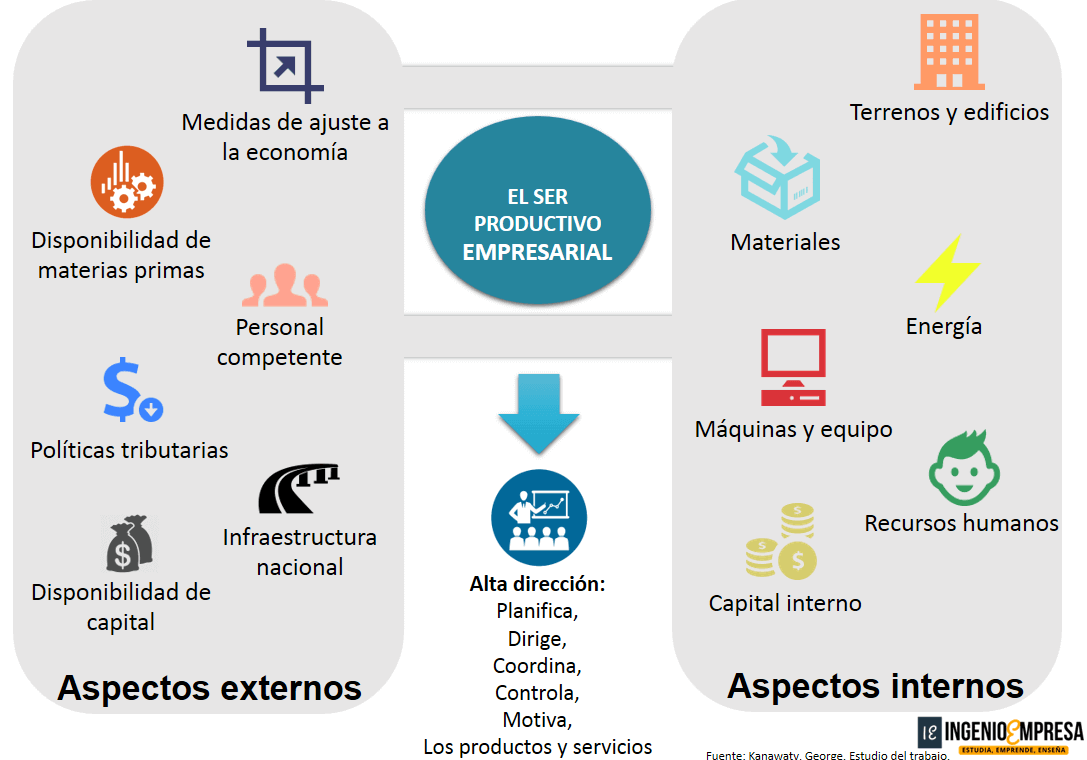 Medidas de ajuste a
la economía
Disponibilidad de
materias primas
Personal
competente
Políticas tributarias
Infraestructura
nacional
Disponibilidad de
capital
Aspectos externos
EL SER
PRODUCTIVO
EMPRESARIAL
Alta dirección:
Planifica,
Dirige,
Coordina,
Controla,
Motiva,
Los productos y servicios
Terrenos y edificios
Materiales
Energía
Máquinas y equipo
Recursos humanos
Capital interno
Aspectos internos
IE INGENIOEMPRESA
ESTUDIA, EMPRENDE, ENSEÑA
Fuente: Kanawaty, George. Estudio del trabajo.